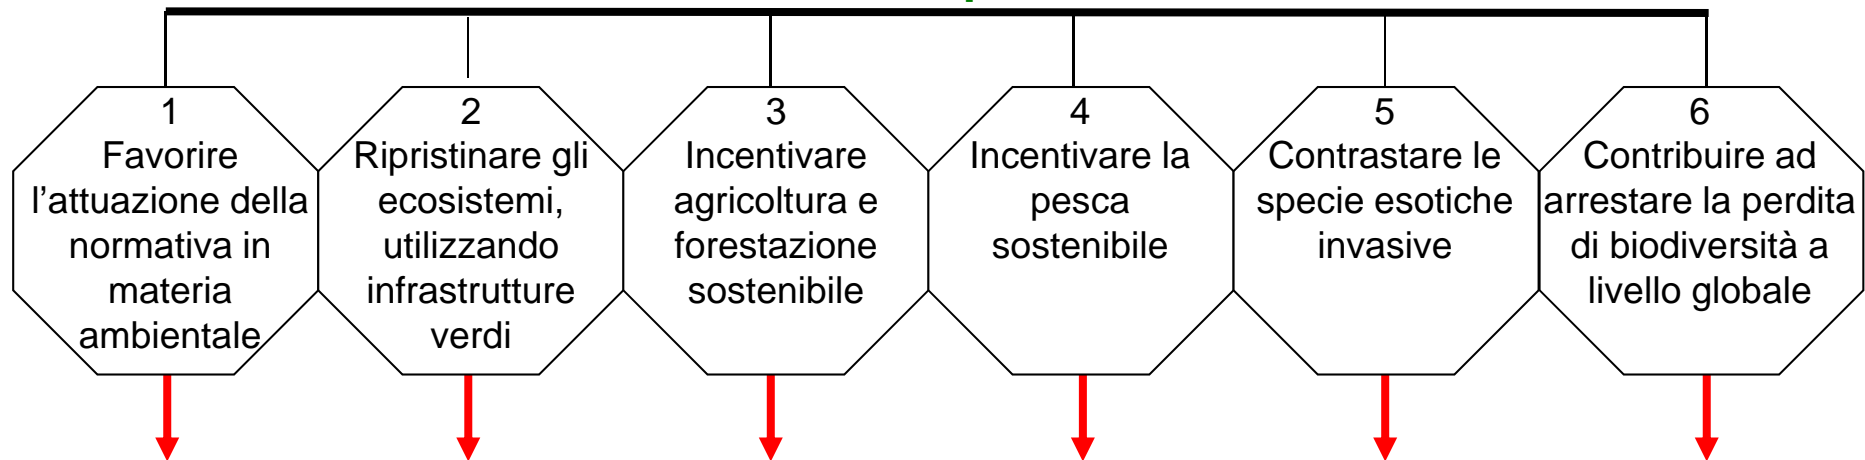 1
Favorire
l'attuazione della
normativa in
materia
ambientale
2
Ripristinare gli
ecosistemi,
utilizzando
infrastrutture
verdi
3
Incentivare
agricoltura e
forestazione
sostenibile
4
Incentivare la
pesca
sostenibile
5
Contrastare le
specie esotiche
invasive
6
Contribuire ad
arrestare la perdita
di biodiversità a
livello globale